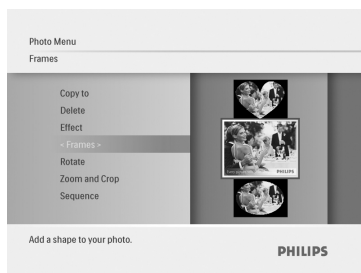 Photo Menu
Frames
Copy to
Delete
Effect
< Frames >
Rotate
Zoom and Crop
Sequence
PHILIPS
Add a shape to your photo.
PHILIPS